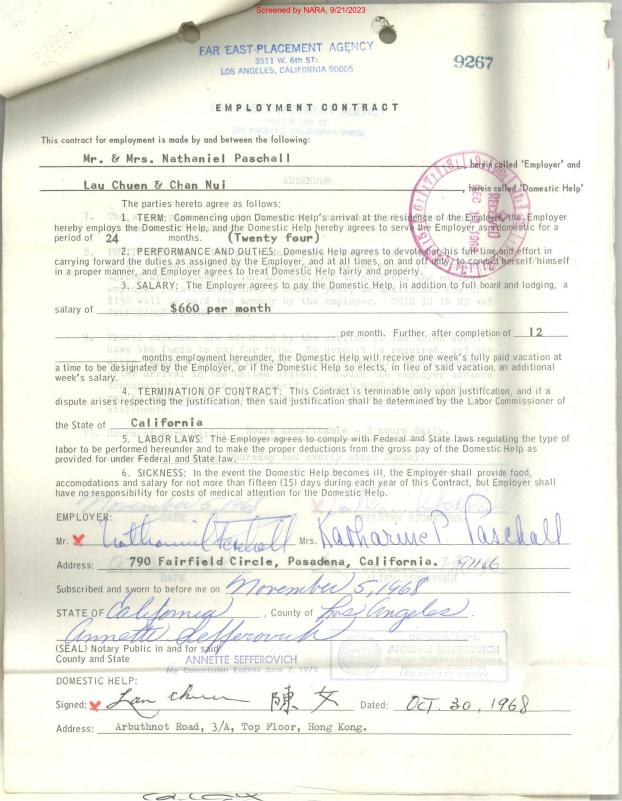 Screened by NARA, 9/21/2023
FAR EAST PLACEMENT AGENCY
3511 W. 6th ST:
LOS ANGELES, CALIFORNIA 90005
9267
EMPLOYMENT CONTRACT
This contract for employment is made by and between the following:
Mr. & Mrs. Nathaniel Paschall, herein called 'Employer' and
Lau Chuen & Chan Nui, herein called 'Domestic Help'
The parties hereto agree as follows:
1. TERM: Commencing upon Domestic Help's arrival at the residence of the Employer, the Employer
hereby employs the Domestic Help, and the Domestic Help hereby agrees to serve the Employer as domestic for a
period of 24 months. (Twenty four)
2. PERFORMANCE AND DUTIES: Domestic Help agrees to devote his full time and effort in
carrying forward the duties as assigned by the Employer, and at all times, on and off duty, to conduct herself/himself
in a proper manner, and Employer agrees to treat Domestic Help fairly and properly.
3. SALARY: The Employer agrees to pay the Domestic Help, in addition to full board and lodging, a
salary of $660 per month
per month. Further, after completion of 12
months employment hereunder, the Domestic Help will receive one week's fully paid vacation at
a time to be designated by the Employer, or if the Domestic Help so elects, in lieu of said vacation, an additional
week's salary.
4. TERMINATION OF CONTRACT: This Contract is terminable only upon justification, and if a
dispute arises respecting the justification, then said justification shall be determined by the Labor Commissioner of
the State of California
5. LABOR LAWS: The Employer agrees to comply with Federal and State laws regulating the type of
labor to be performed hereunder and to make the proper deductions from the gross pay of the Domestic Help as
provided for under Federal and State law.
6. SICKNESS: In the event the Domestic Help becomes ill, the Employer shall provide food,
accomodations and salary for not more than fifteen (15) days during each year of this Contract, but Employer shall
have no responsibility for costs of medical attention for the Domestic Help.
EMPLOYER:
Mr. x Nathaniel Paschall Mrs. Katharine P. Paschall
Address: 790 Fairfield Circle, Pasadena, California. 91106
Subscribed and sworn to before me on November 5, 1968
STATE OF California, County of Los Angeles.
Annette Sefferovich
(SEAL) Notary Public in and for said
County and State
ANNETTE SEFFEROVICH
My Commission Expires June 7, 1970
OFFICIAL SEAL
ANNETTE SEFFEROVICH
DOMESTIC HELP:
Signed: x Lau Chuen 陳女 Dated: OCT. 30, 1968
Address: Arbuthnot Road, 3/A, Top Floor, Hong Kong.